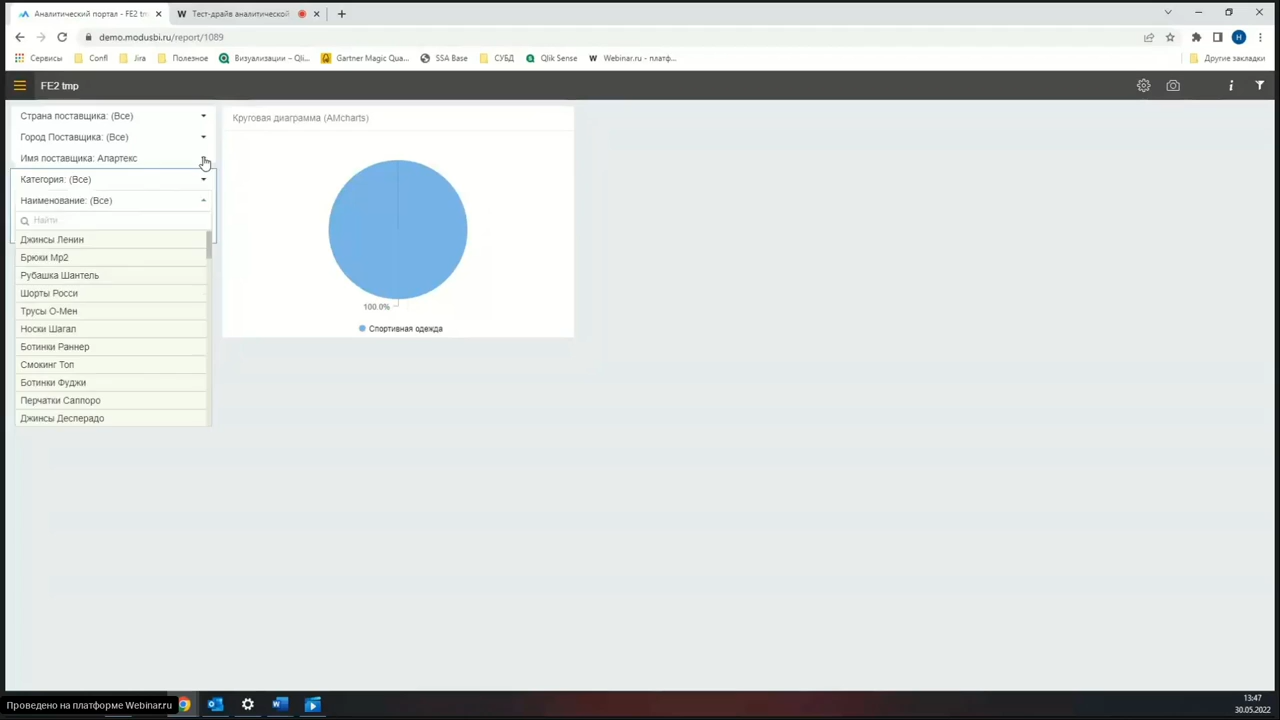 Аналитический портал - FE2 tm
Тест-драйв аналитической
demo.modusbi.ru/report/1089
Сервисы
Confl
Jira
Полезное
Визуализации – Qli...
Gartner Magic Qua...
SSA Base
СУБД
Qlik Sense
Webinar.ru - платф...
Другие закладки
FE2 tmp
Страна поставщика: (Все)
Город Поставщика: (Все)
Имя поставщика: Алартекс
Категория: (Все)
Наименование: (Все)
Найти
Джинсы Ленин
Брюки Мр2
Рубашка Шантель
Шорты Росси
Трусы О-Мен
Носки Шагал
Ботинки Раннер
Смокинг Топ
Ботинки Фуджи
Перчатки Саппоро
Джинсы Десперадо
Круговая диаграмма (AMcharts)
100.0%
Спортивная одежда
Проведено на платформе Webinar.ru
13:47
30.05.2022